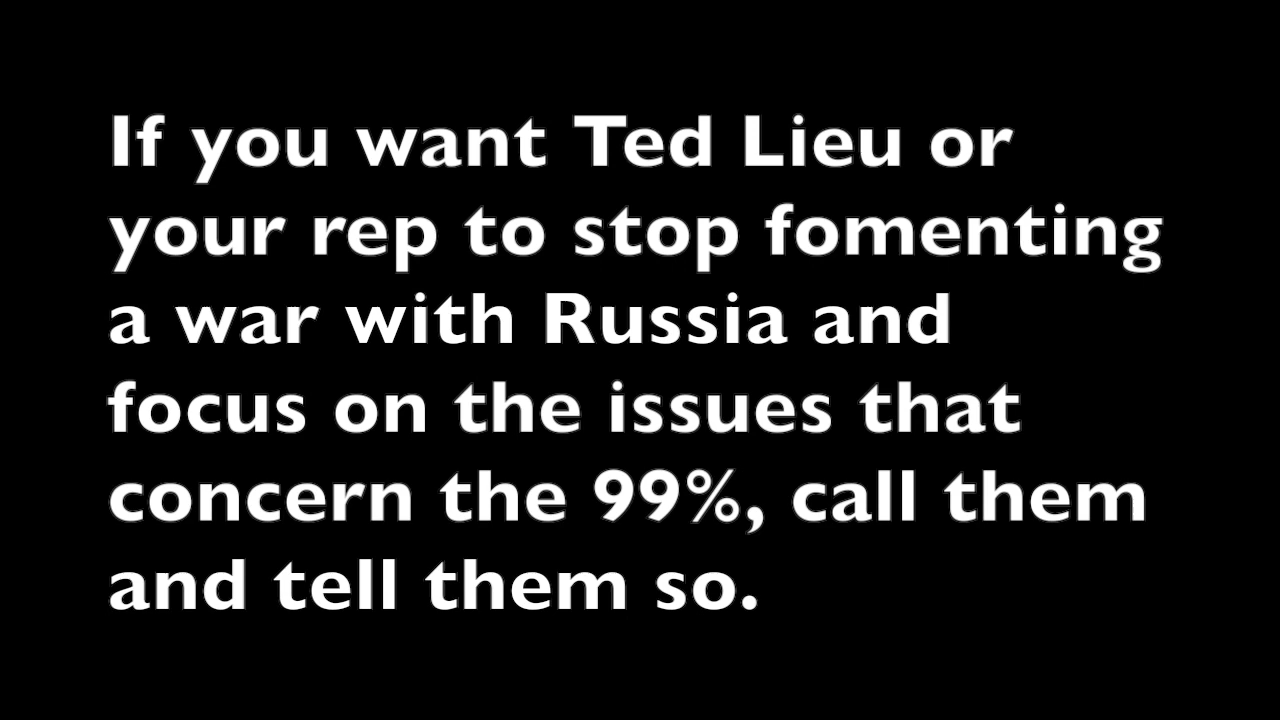 If you want Ted Lieu or
your rep to stop fomenting
a war with Russia and
focus on the issues that
concern the 99%, call them
and tell them so.